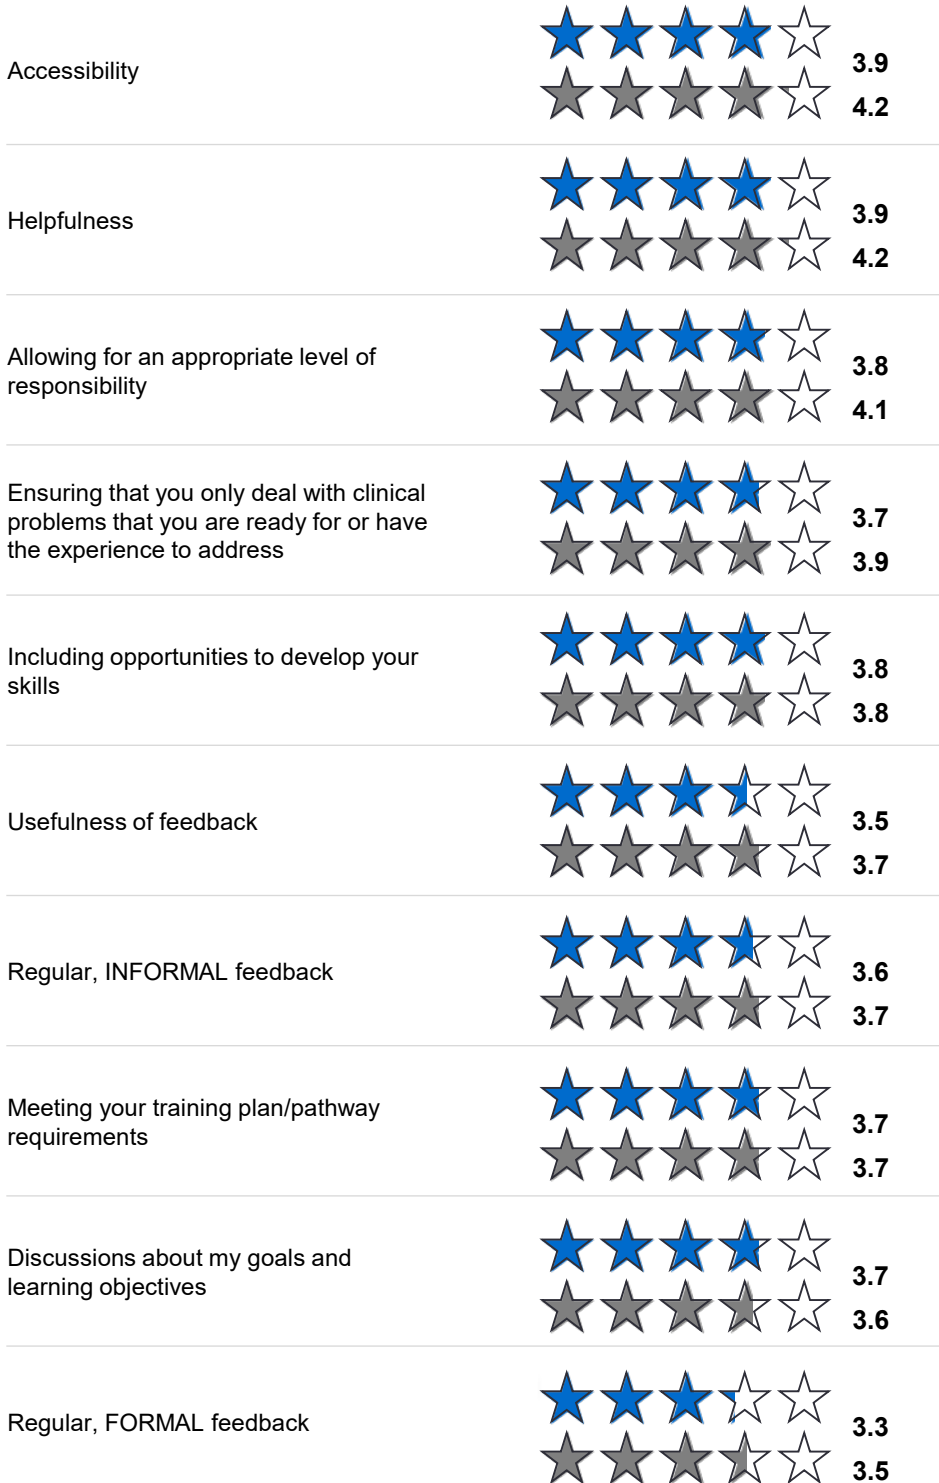 Accessibility
3.9
4.2
Helpfulness
3.9
4.2
Allowing for an appropriate level of
responsibility
3.8
4.1
Ensuring that you only deal with clinical
problems that you are ready for or have
the experience to address
3.7
3.9
Including opportunities to develop your
skills
3.8
3.8
Usefulness of feedback
3.5
3.7
Regular, INFORMAL feedback
3.6
3.7
Meeting your training plan/pathway
requirements
3.7
3.7
Discussions about my goals and
learning objectives
3.7
3.6
Regular, FORMAL feedback
3.3
3.5